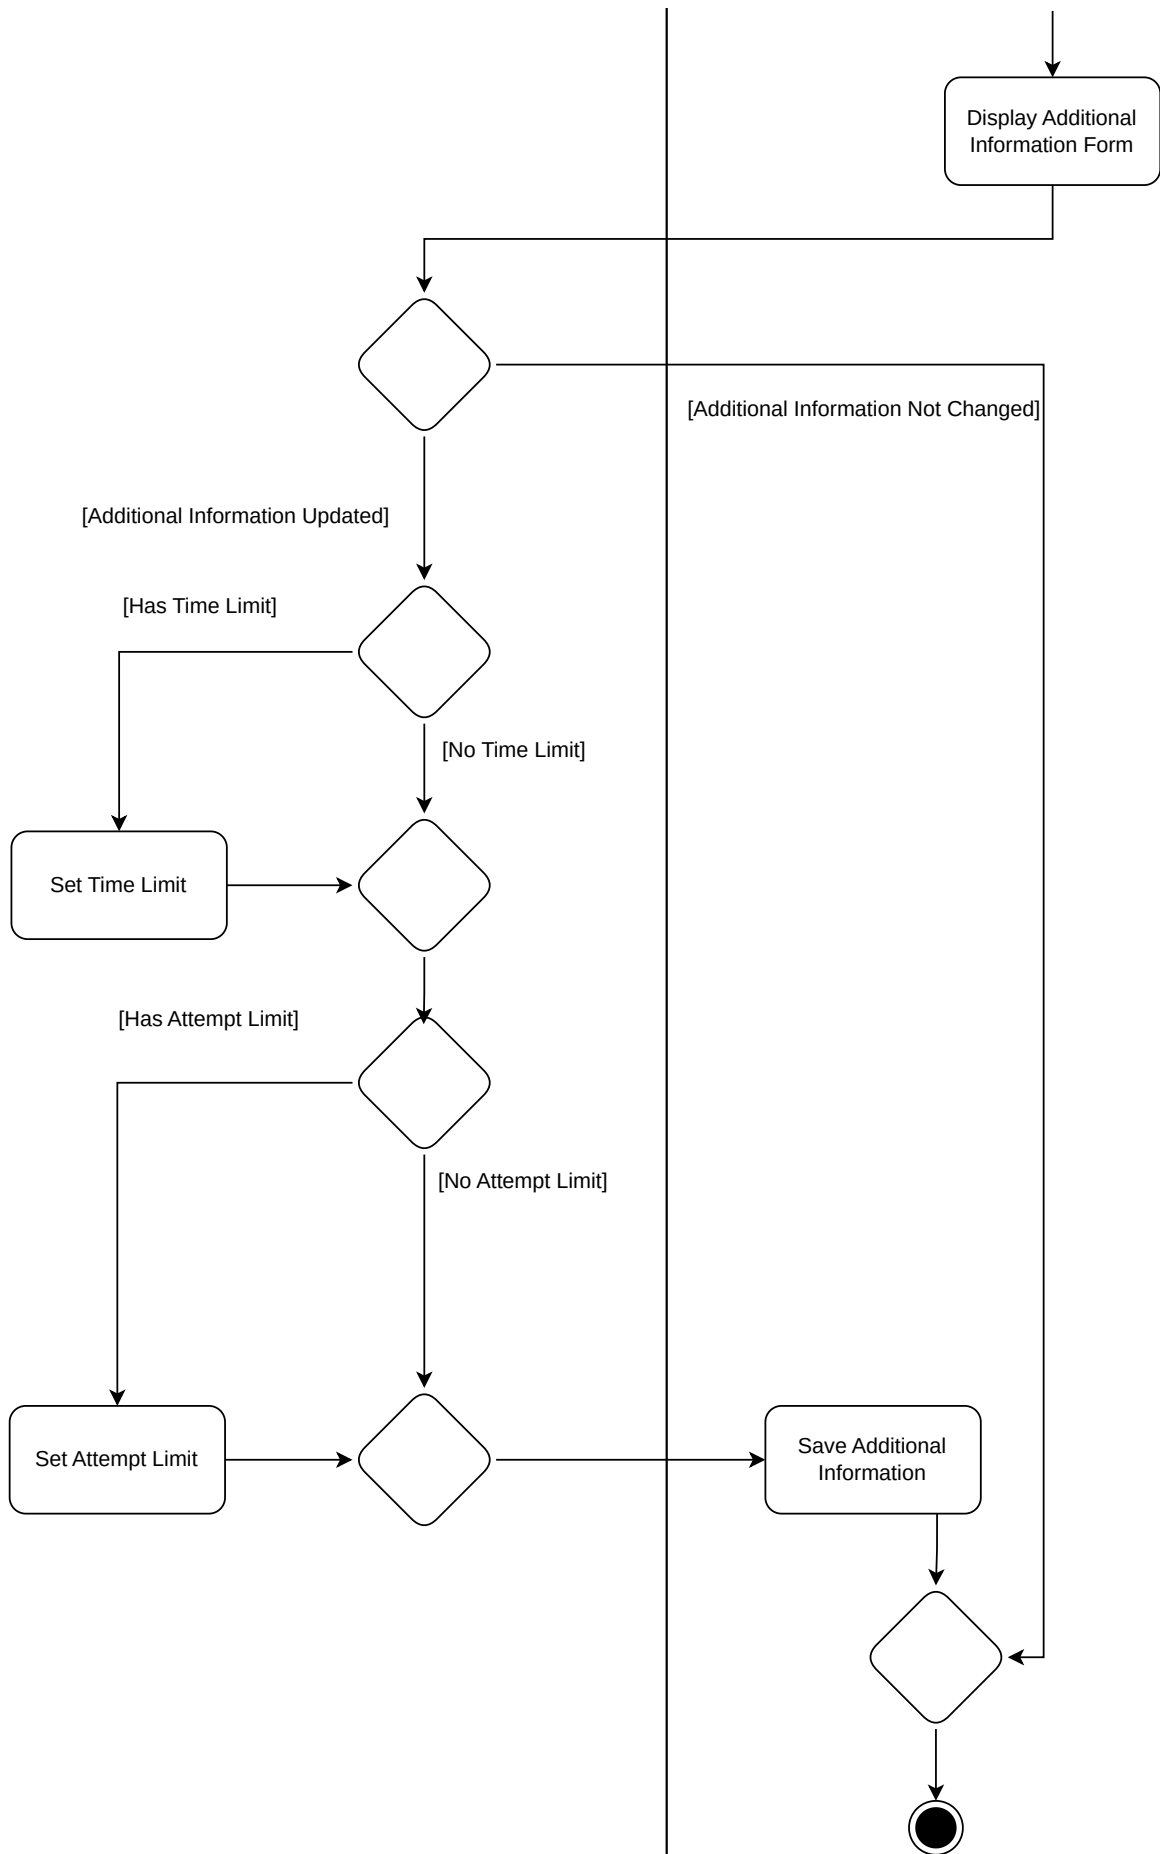 Display Additional
Information Form
[Additional Information Not Changed]
[Additional Information Updated]
[Has Time Limit]
[No Time Limit]
Set Time Limit
[Has Attempt Limit]
[No Attempt Limit]
Set Attempt Limit
Save Additional
Information